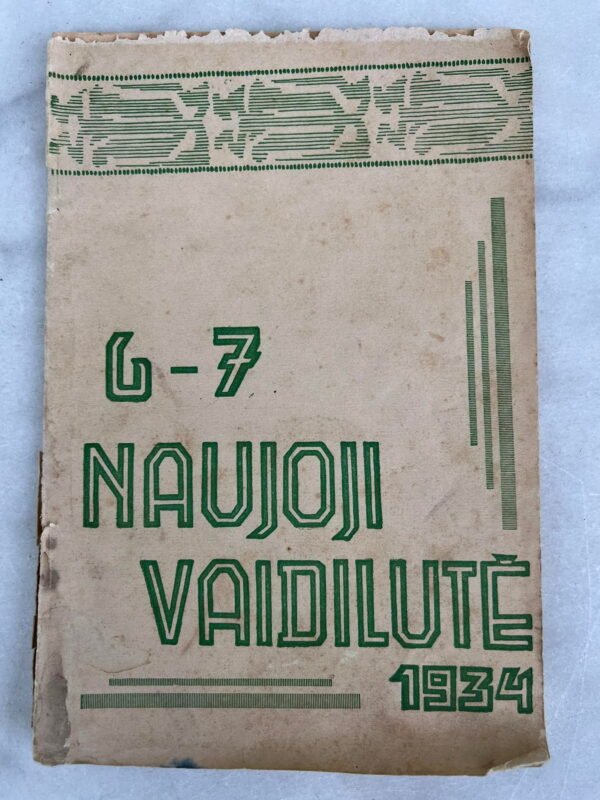 6-7
NAUJOJI
VAIDILUTĖ
1934